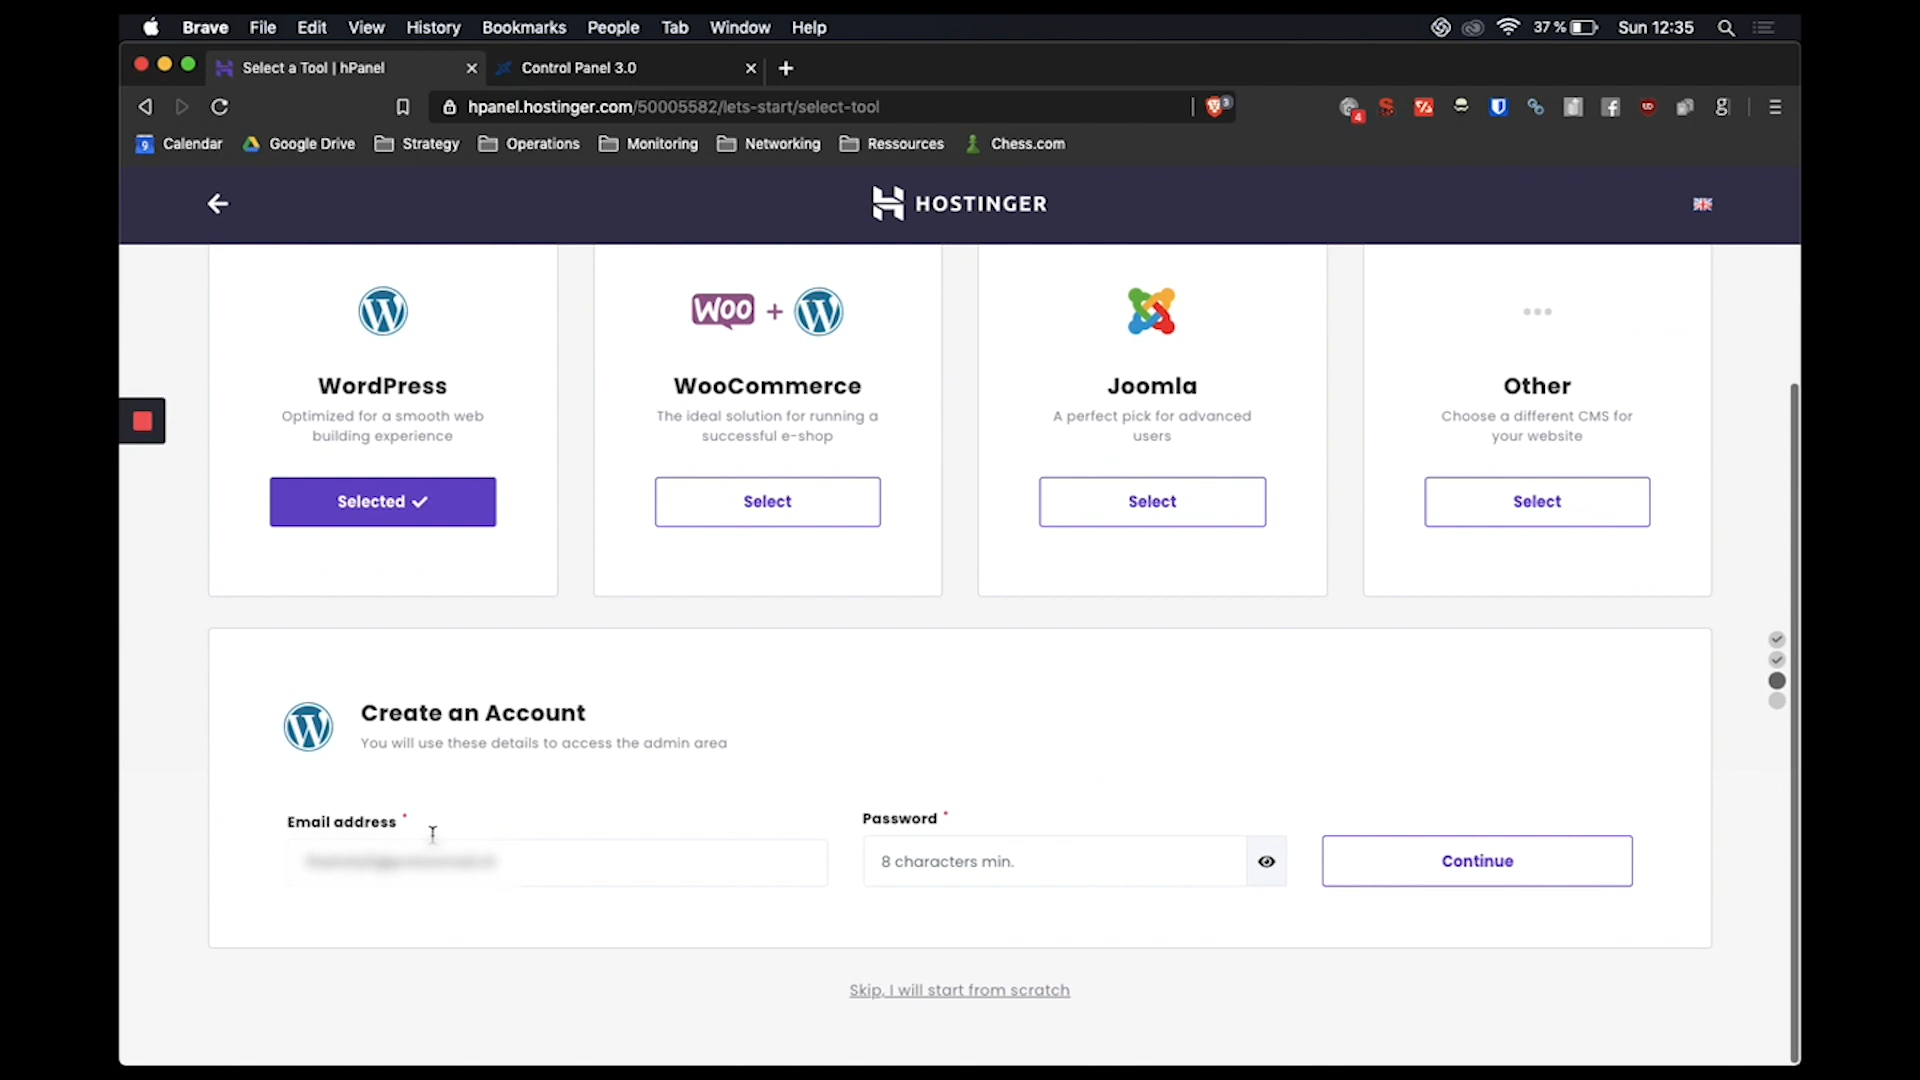 Brave File Edit View History Bookmarks People Tab Window Help 37 % Sun 12:35
Select a Tool | hPanel Control Panel 3.0
hpanel.hostinger.com/50005582/lets-start/select-tool 3 4
9 Calendar Google Drive Strategy Operations Monitoring Networking Ressources Chess.com
HOSTINGER
WOO + W
WordPress
Optimized for a smooth web
building experience
Selected
WooCommerce
The ideal solution for running a
successful e-shop
Select
Joomla
A perfect pick for advanced
users
Select
Other
Choose a different CMS for
your website
Select
Create an Account
You will use these details to access the admin area
Email address *
Password *
8 characters min.
Continue
Skip, I will start from scratch